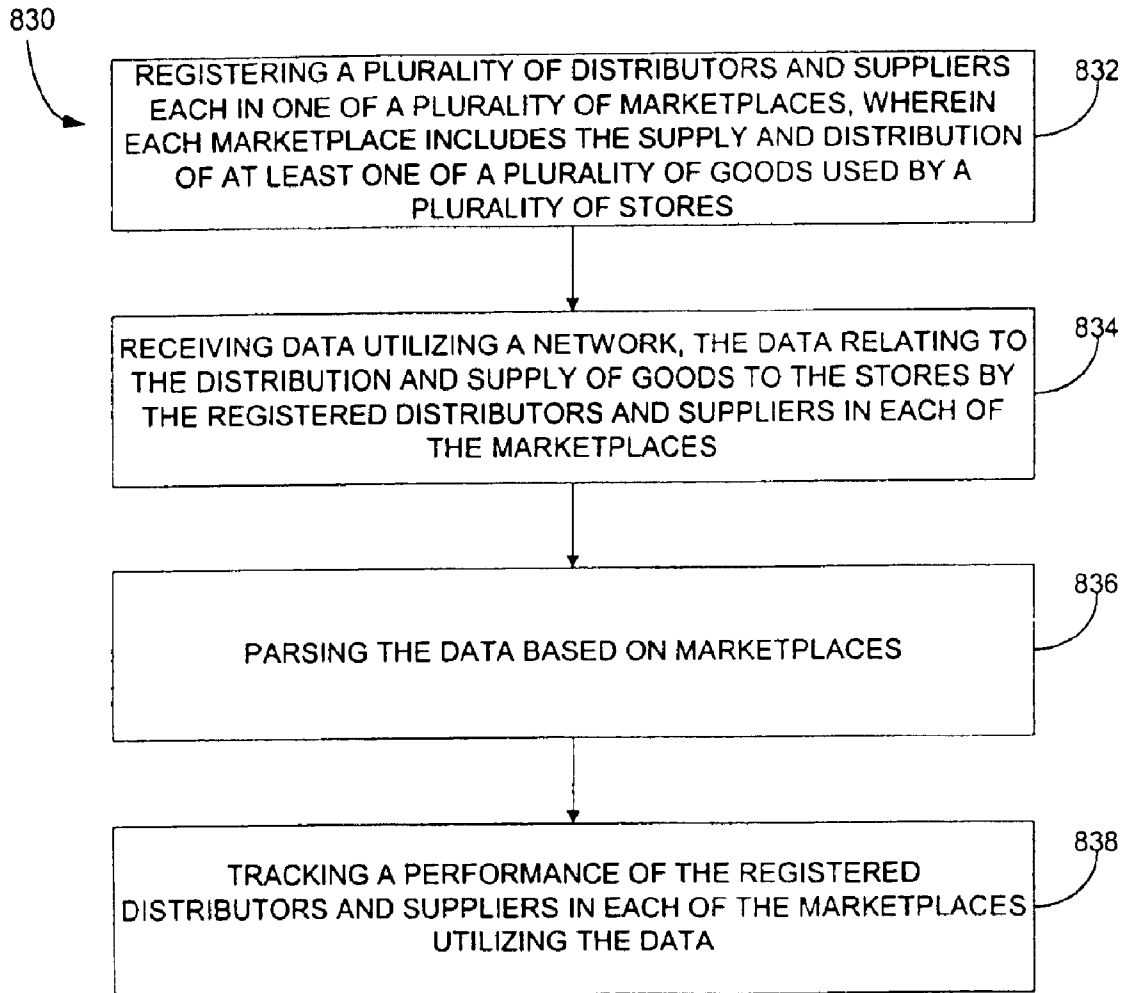 830
REGISTERING A PLURALITY OF DISTRIBUTORS AND SUPPLIERS
EACH IN ONE OF A PLURALITY OF MARKETPLACES, WHEREIN
EACH MARKETPLACE INCLUDES THE SUPPLY AND DISTRIBUTION
OF AT LEAST ONE OF A PLURALITY OF GOODS USED BY A
PLURALITY OF STORES
832
RECEIVING DATA UTILIZING A NETWORK, THE DATA RELATING TO
THE DISTRIBUTION AND SUPPLY OF GOODS TO THE STORES BY
THE REGISTERED DISTRIBUTORS AND SUPPLIERS IN EACH OF
THE MARKETPLACES
834
PARSING THE DATA BASED ON MARKETPLACES
836
TRACKING A PERFORMANCE OF THE REGISTERED
DISTRIBUTORS AND SUPPLIERS IN EACH OF THE MARKETPLACES
UTILIZING THE DATA
838